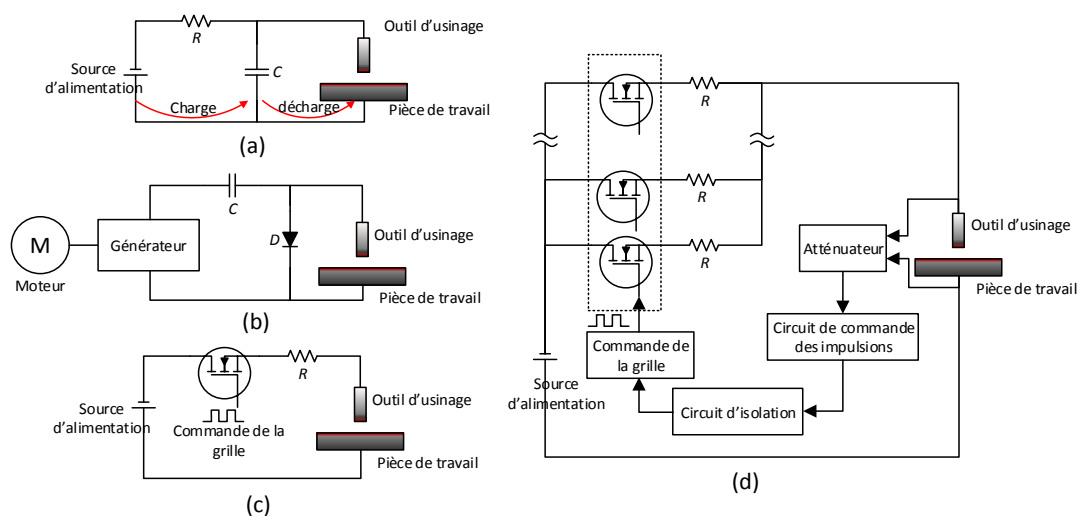 R
Source
d'alimentation
C
Outil d'usinage
Charge
décharge
Pièce de travail
(a)
M
Moteur
Générateur
C
D
Outil d'usinage
Pièce de travail
(b)
Source
d'alimentation
R
Commande de la
grille
Outil d'usinage
Pièce de travail
(c)
R
R
R
Source
d'alimentation
Commande de
la grille
Circuit d'isolation
Atténuateur
Circuit de commande
des impulsions
Outil d'usinage
Pièce de travail
(d)